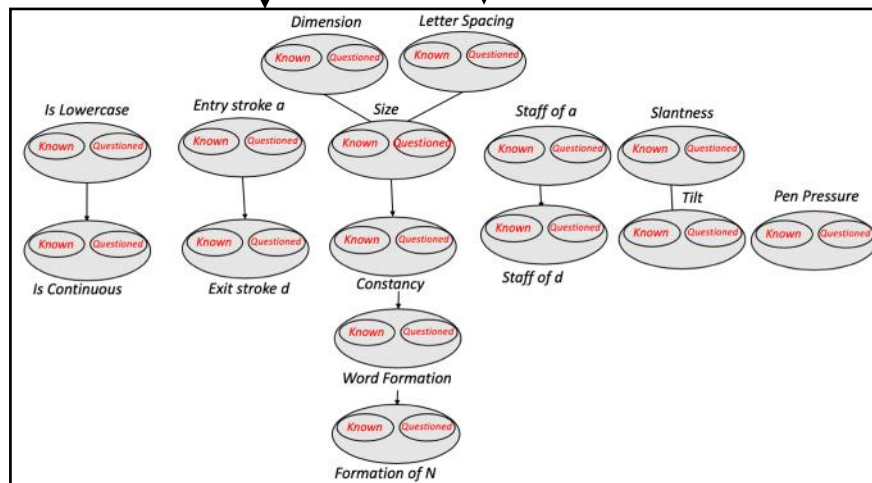 Dimension Letter Spacing
Known Questioned Known Questioned
Is Lowercase Entry stroke a Size Staff of a Slantness
Known Questioned Known Questioned Known Questioned Known Questioned Known Questioned
Tilt Pen Pressure
Known Questioned Known Questioned Known Questioned Known Questioned Known Questioned Known Questioned
Is Continuous Exit stroke d Constancy Staff of d
Known Questioned
Word Formation
Known Questioned
Formation of N